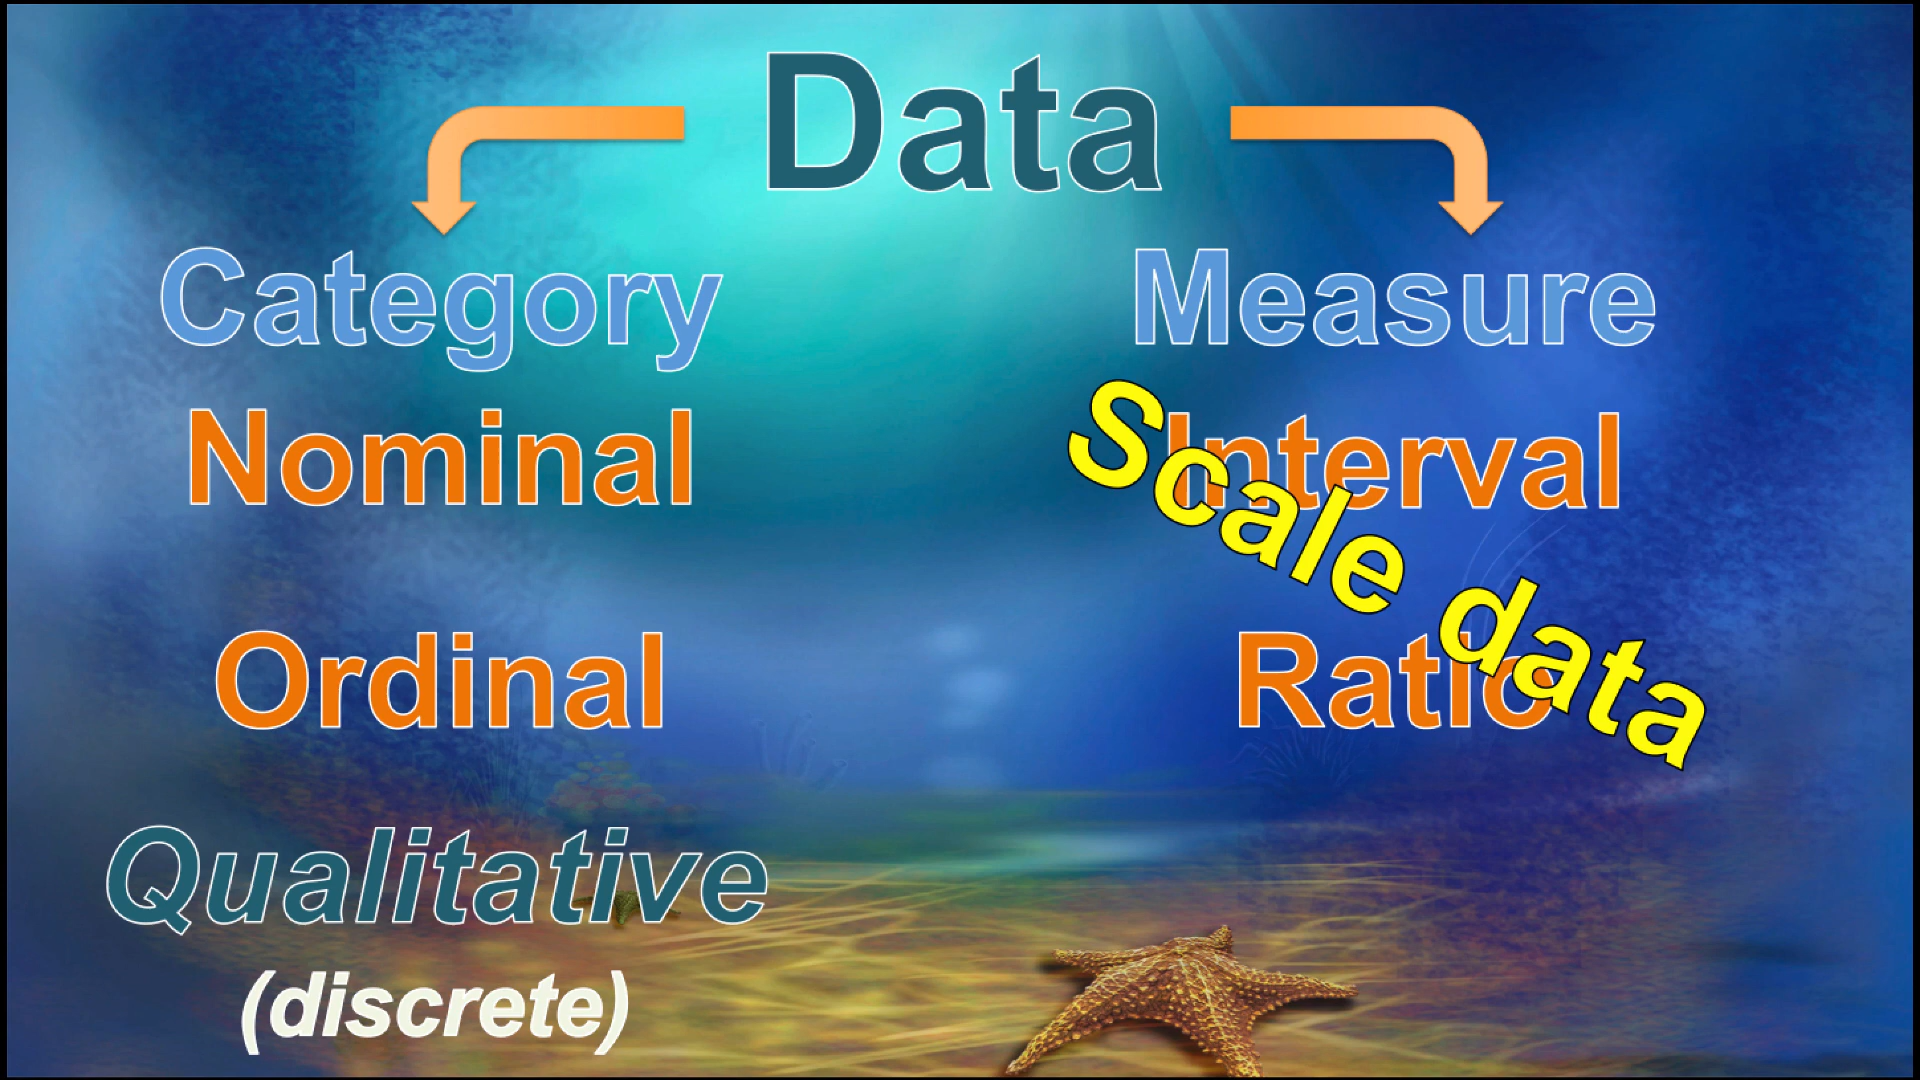 Data
Category
Measure
Nominal
Interval
Scale data
Ordinal
Ratio
Qualitative
(discrete)